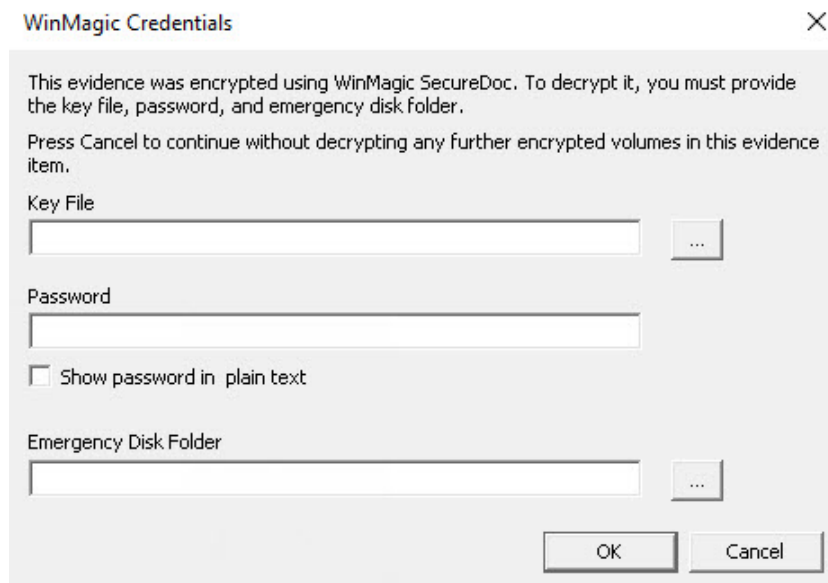 WinMagic Credentials
This evidence was encrypted using WinMagic SecureDoc. To decrypt it, you must provide
the key file, password, and emergency disk folder.
Press Cancel to continue without decrypting any further encrypted volumes in this evidence
item.
Key File
...
Password
Show password in plain text
Emergency Disk Folder
...
OK
Cancel